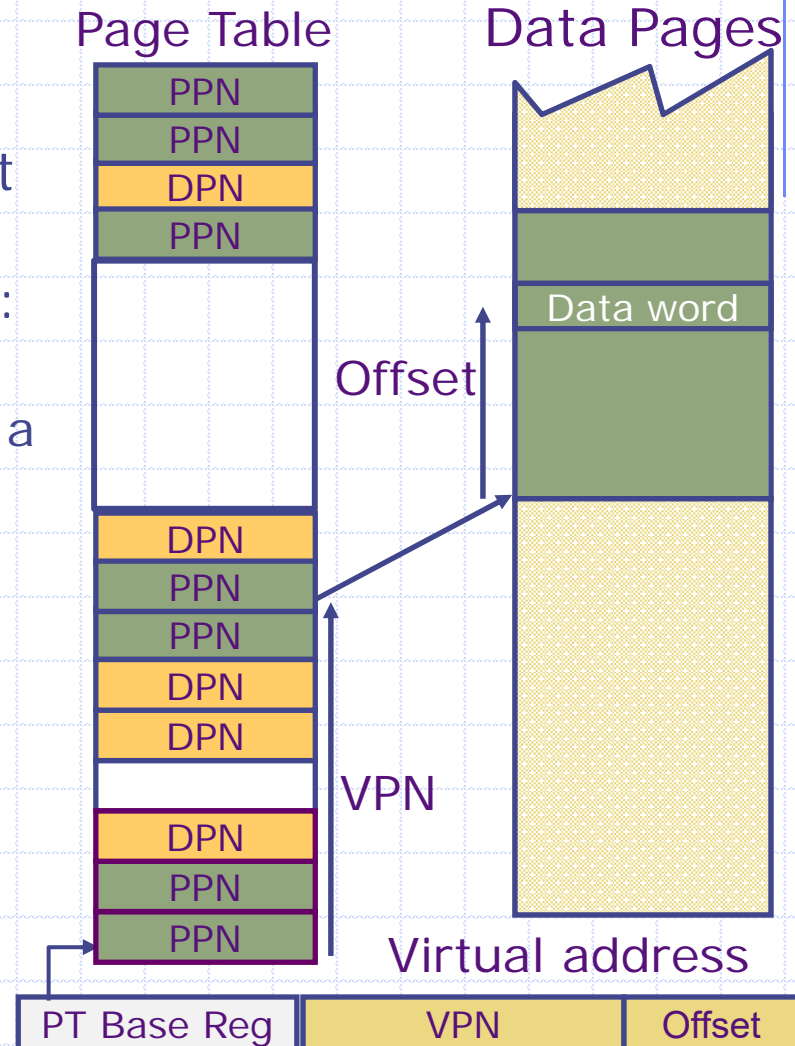 Page Table
Data Pages
PPN
PPN
t
DPN
PPN
:
Data word
Offset
a
DPN
PPN
PPN
DPN
DPN
VPN
DPN
PPN
PPN
Virtual address
PT Base Reg
VPN
Offset